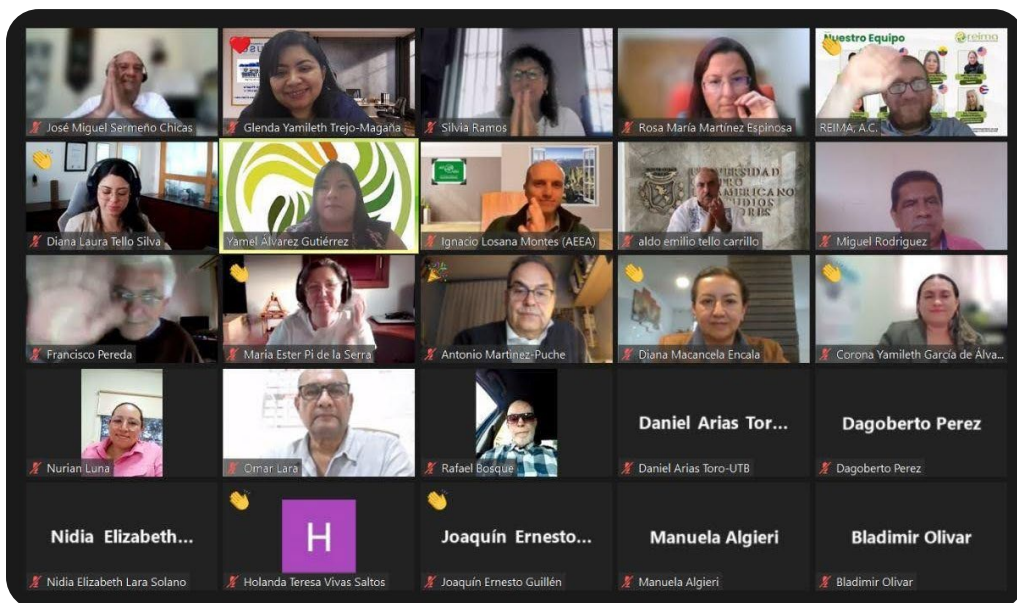 José Miguel Sermeño Chicas
Glenda Yamileth Trejo-Magaña
Silvia Ramos
Rosa María Martínez Espinosa
Nuestro Equipo
reima
REIMA, A.C.
Diana Laura Tello Silva
Yamel Álvarez Gutiérrez
Ignacio Losana Montes (AEEA)
aldo emilio tello carrillo
Miguel Rodriguez
Francisco Pereda
Maria Ester Pi de la Serra
Antonio Martinez-Puche
Diana Macancela Encala
Corona Yamileth García de Álva...
Nurian Luna
Omar Lara
Rafael Bosque
Daniel Arias Tor...
Daniel Arias Toro-UTB
Dagoberto Perez
Dagoberto Perez
Nidia Elizabeth...
Nidia Elizabeth Lara Solano
H
Holanda Teresa Vivas Saltos
Joaquín Ernesto...
Joaquín Ernesto Guillén
Manuela Algieri
Manuela Algieri
Bladimir Olivar
Bladimir Olivar